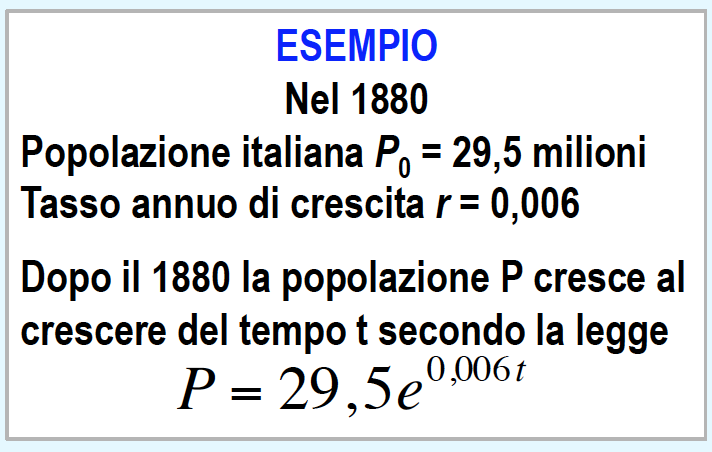 ESEMPIO
Nel 1880
Popolazione italiana P₀ = 29,5 milioni
Tasso annuo di crescita r = 0,006
Dopo il 1880 la popolazione P cresce al
crescere del tempo t secondo la legge
P = 29,5e^{0,006t}